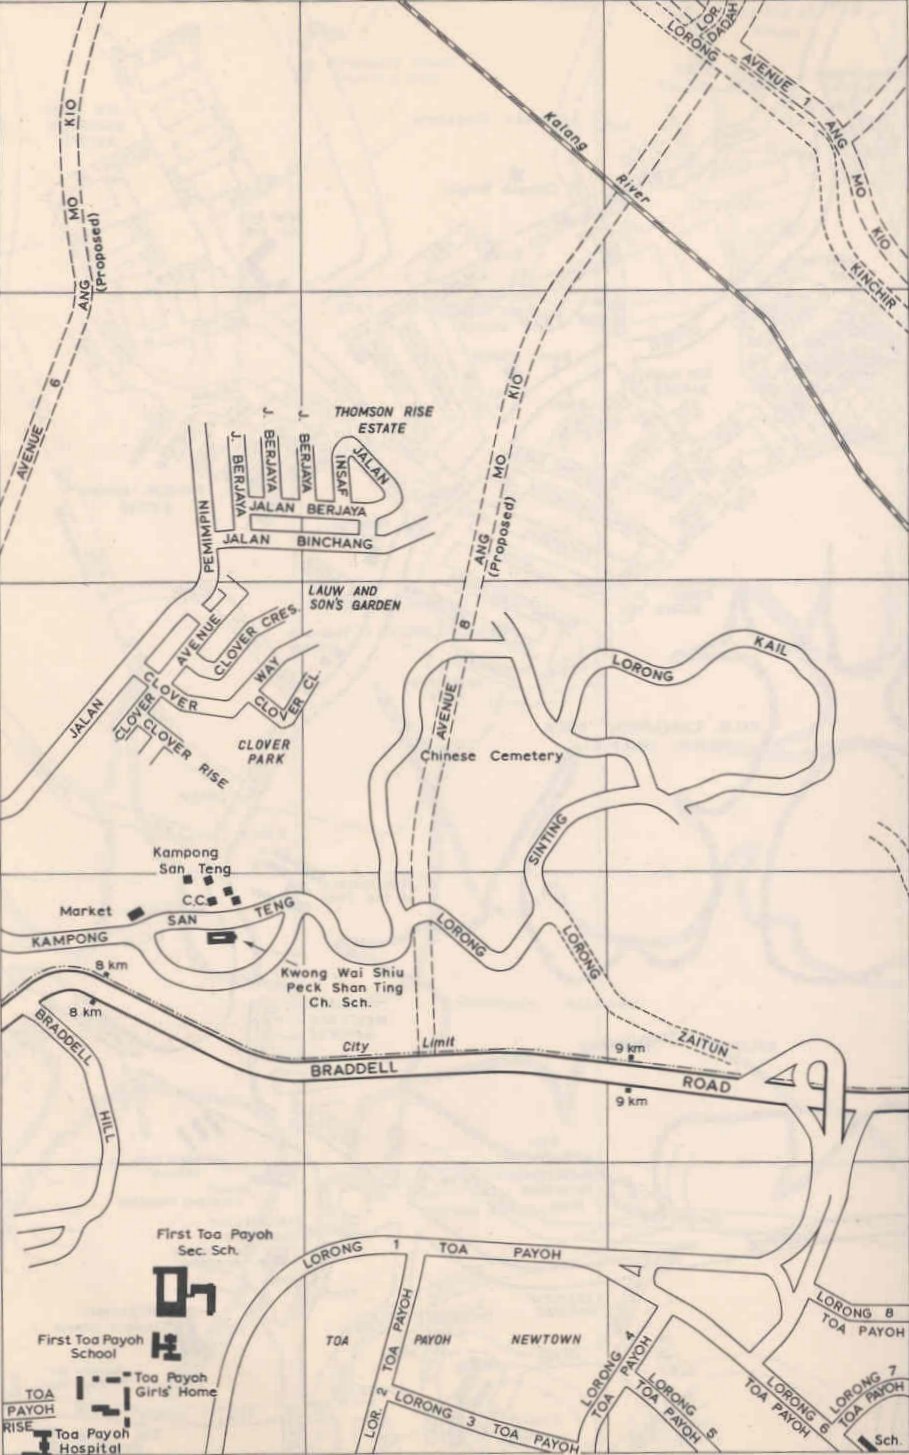 LOR.
DADAH
LORONG
AVENUE 1
ANG
MO
KIO
KINCHIR
Kalang
River
KIO
MO
ANG
(Proposed)
6
AVENUE
KIO
MO
ANG
(Proposed)
8
AVENUE
THOMSON RISE
ESTATE
J. BERJAYA
J. BERJAYA
J. BERJAYA
INSAF
JALAN
JALAN BERJAYA
JALAN BINCHANG
PEMIMPIN
JALAN
LAUW AND
SON'S GARDEN
AVENUE
CLOVER CRES.
CLOVER
WAY
CLOVER CL.
CLOVER
CLOVER RISE
CLOVER
PARK
LORONG
KAIL
Chinese Cemetery
SINTING
LORONG
LORONG
ZAITUN
Kampong
San Teng
C.C.
Market
KAMPONG
SAN
TENG
Kwong Wai Shiu
Peck Shan Ting
Ch. Sch.
8 km
8 km
City Limit
BRADDELL
ROAD
9 km
9 km
BRADDELL
HILL
First Toa Payoh
Sec. Sch.
First Toa Payoh
School
Toa Payoh
Girls' Home
TOA
PAYOH
RISE
Toa Payoh
Hospital
LORONG 1 TOA PAYOH
TOA PAYOH NEWTOWN
LOR. 2 TOA PAYOH
LORONG 3 TOA PAYOH
LORONG 4
TOA PAYOH
LORONG 5
TOA PAYOH
LORONG 6
TOA PAYOH
LORONG 7
TOA PAYOH
LORONG 8
TOA PAYOH
Sch.